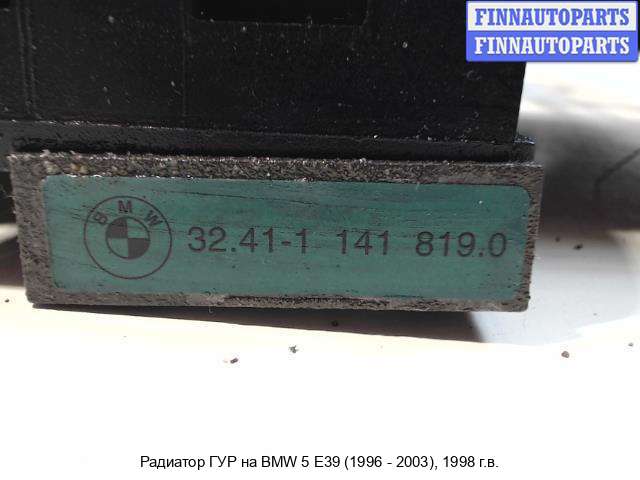 FINNAUTOPARTS
FINNAUTOPARTS
BMW
32.41-1 141 819.0
Радиатор ГУР на BMW 5 E39 (1996 - 2003), 1998 г.в.